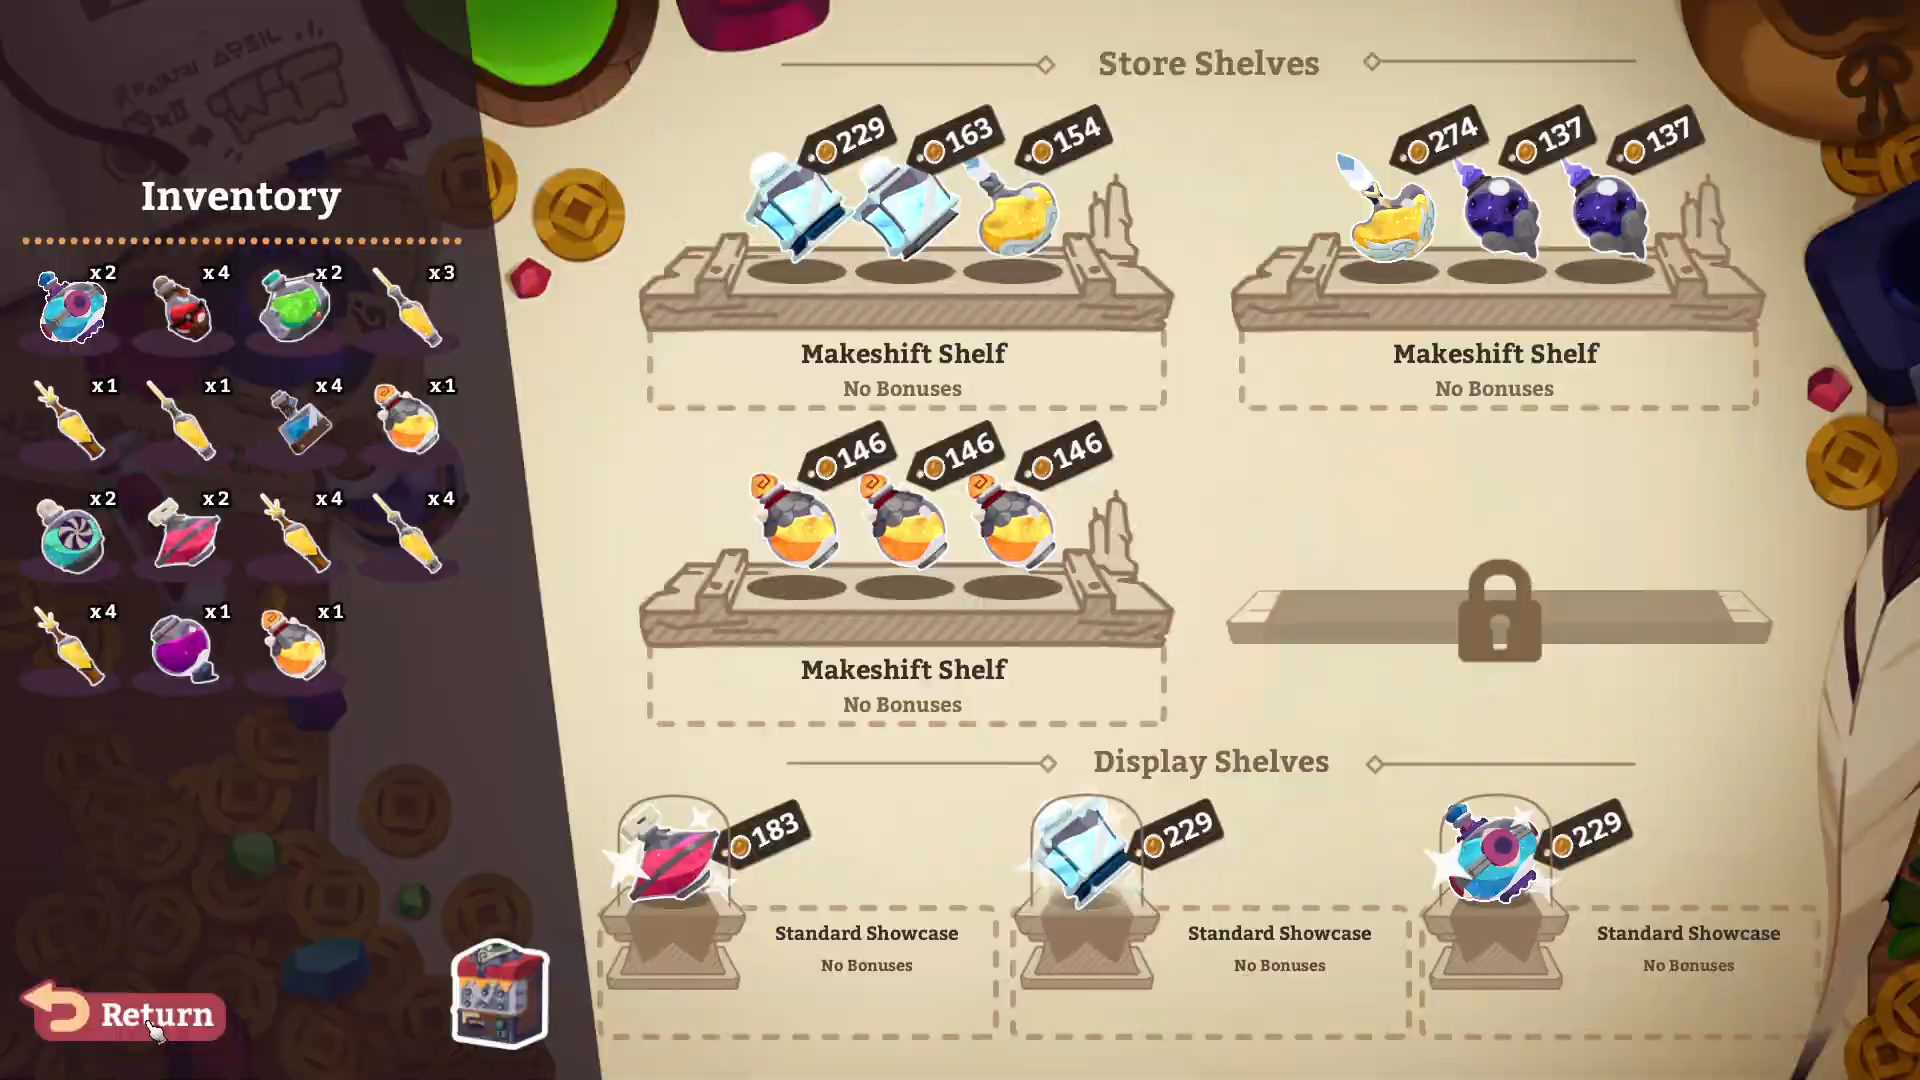 Inventory
x2
x4
x2
x3
x1
x1
x4
x1
x2
x2
x4
x4
x4
x1
x1
Return
Store Shelves
229
163
154
Makeshift Shelf
No Bonuses
274
137
137
Makeshift Shelf
No Bonuses
146
146
146
Makeshift Shelf
No Bonuses
Display Shelves
183
Standard Showcase
No Bonuses
229
Standard Showcase
No Bonuses
229
Standard Showcase
No Bonuses